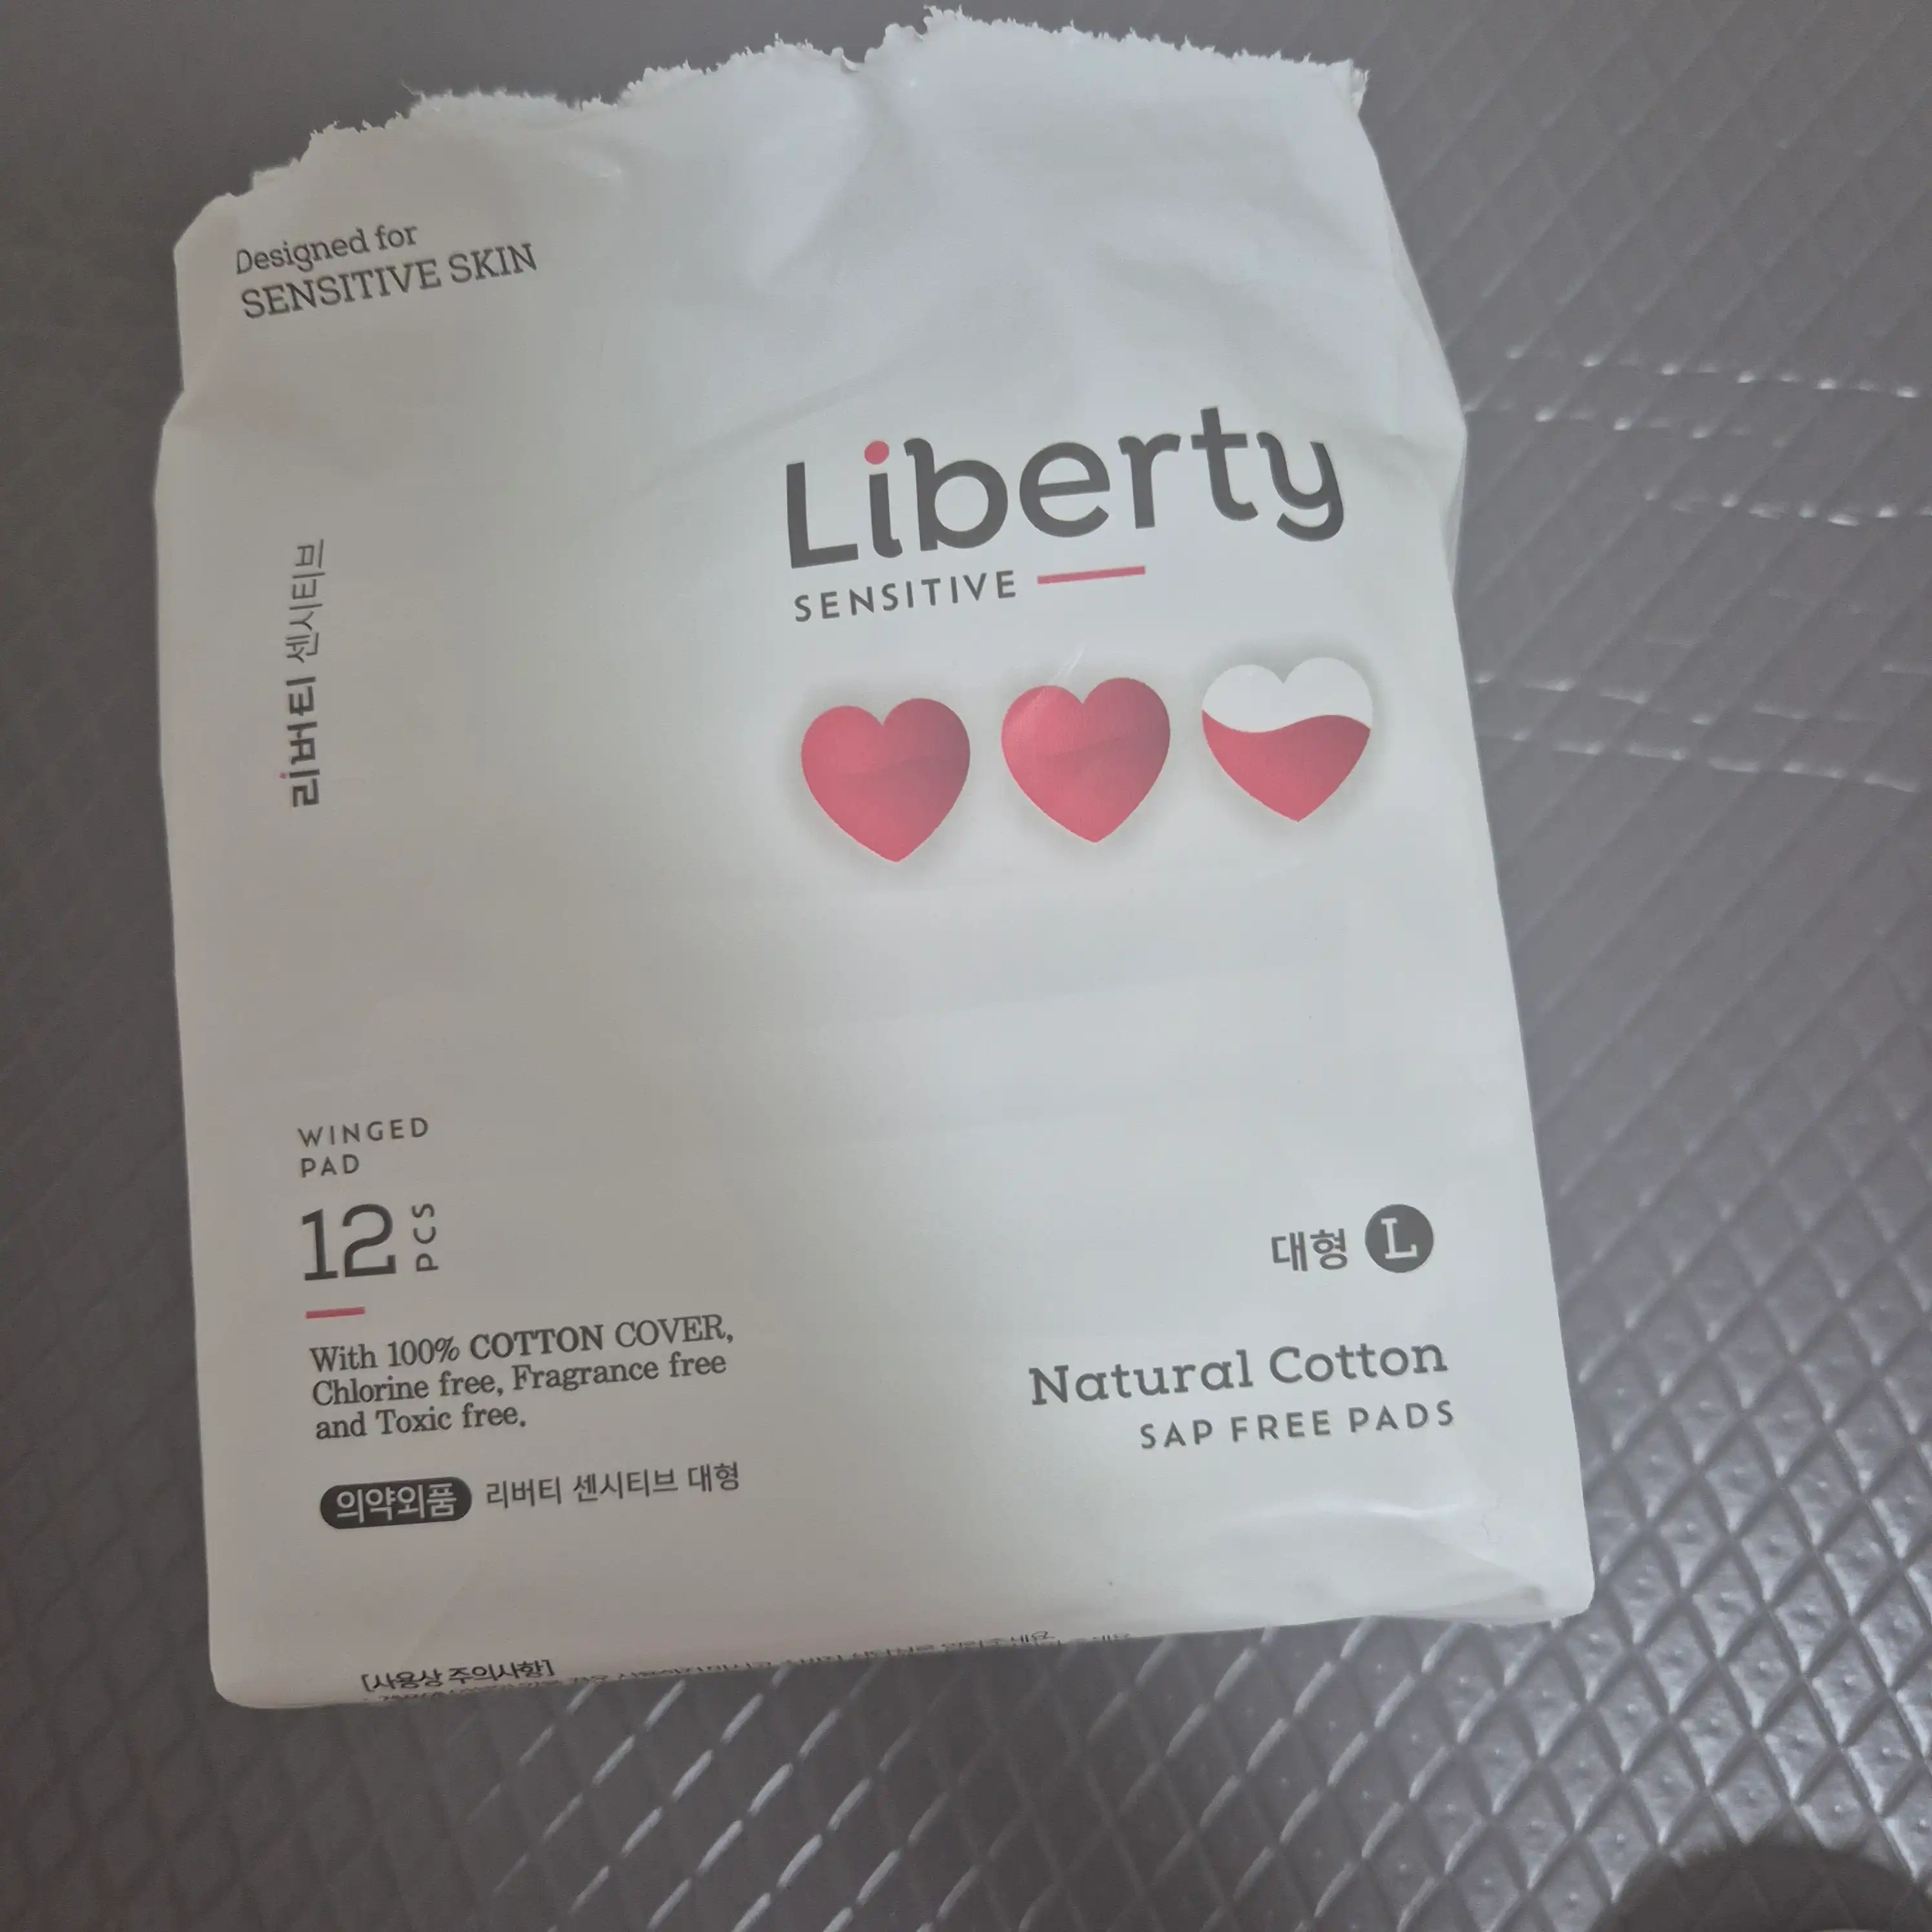 Designed for
SENSITIVE SKIN
Liberty
SENSITIVE
리버티 센시티브
WINGED
PAD
12 PCS
With 100% COTTON COVER,
Chlorine free, Fragrance free
and Toxic free.
의약외품 리버티 센시티브 대형
대형 L
Natural Cotton
SAP FREE PADS
[사용상 주의사항]